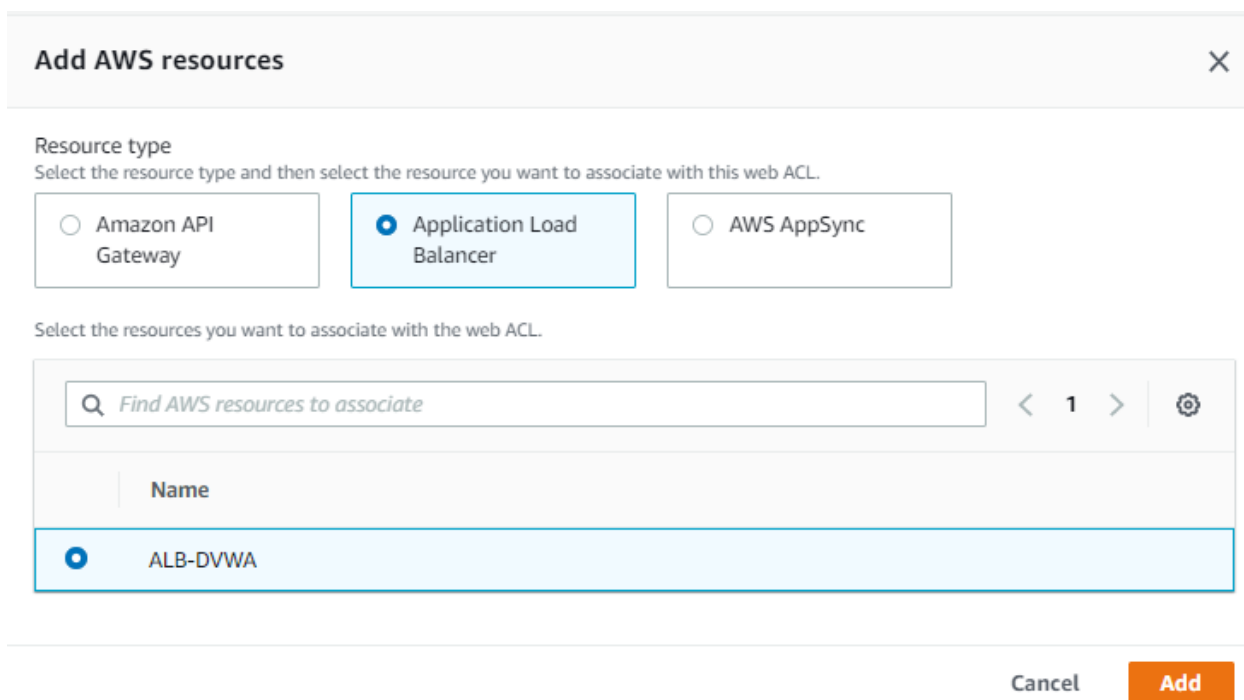 Add AWS resources
Resource type
Select the resource type and then select the resource you want to associate with this web ACL.
Amazon API
Gateway
Application Load
Balancer
AWS AppSync
Select the resources you want to associate with the web ACL.
Find AWS resources to associate
1
Name
ALB-DVWA
Cancel
Add